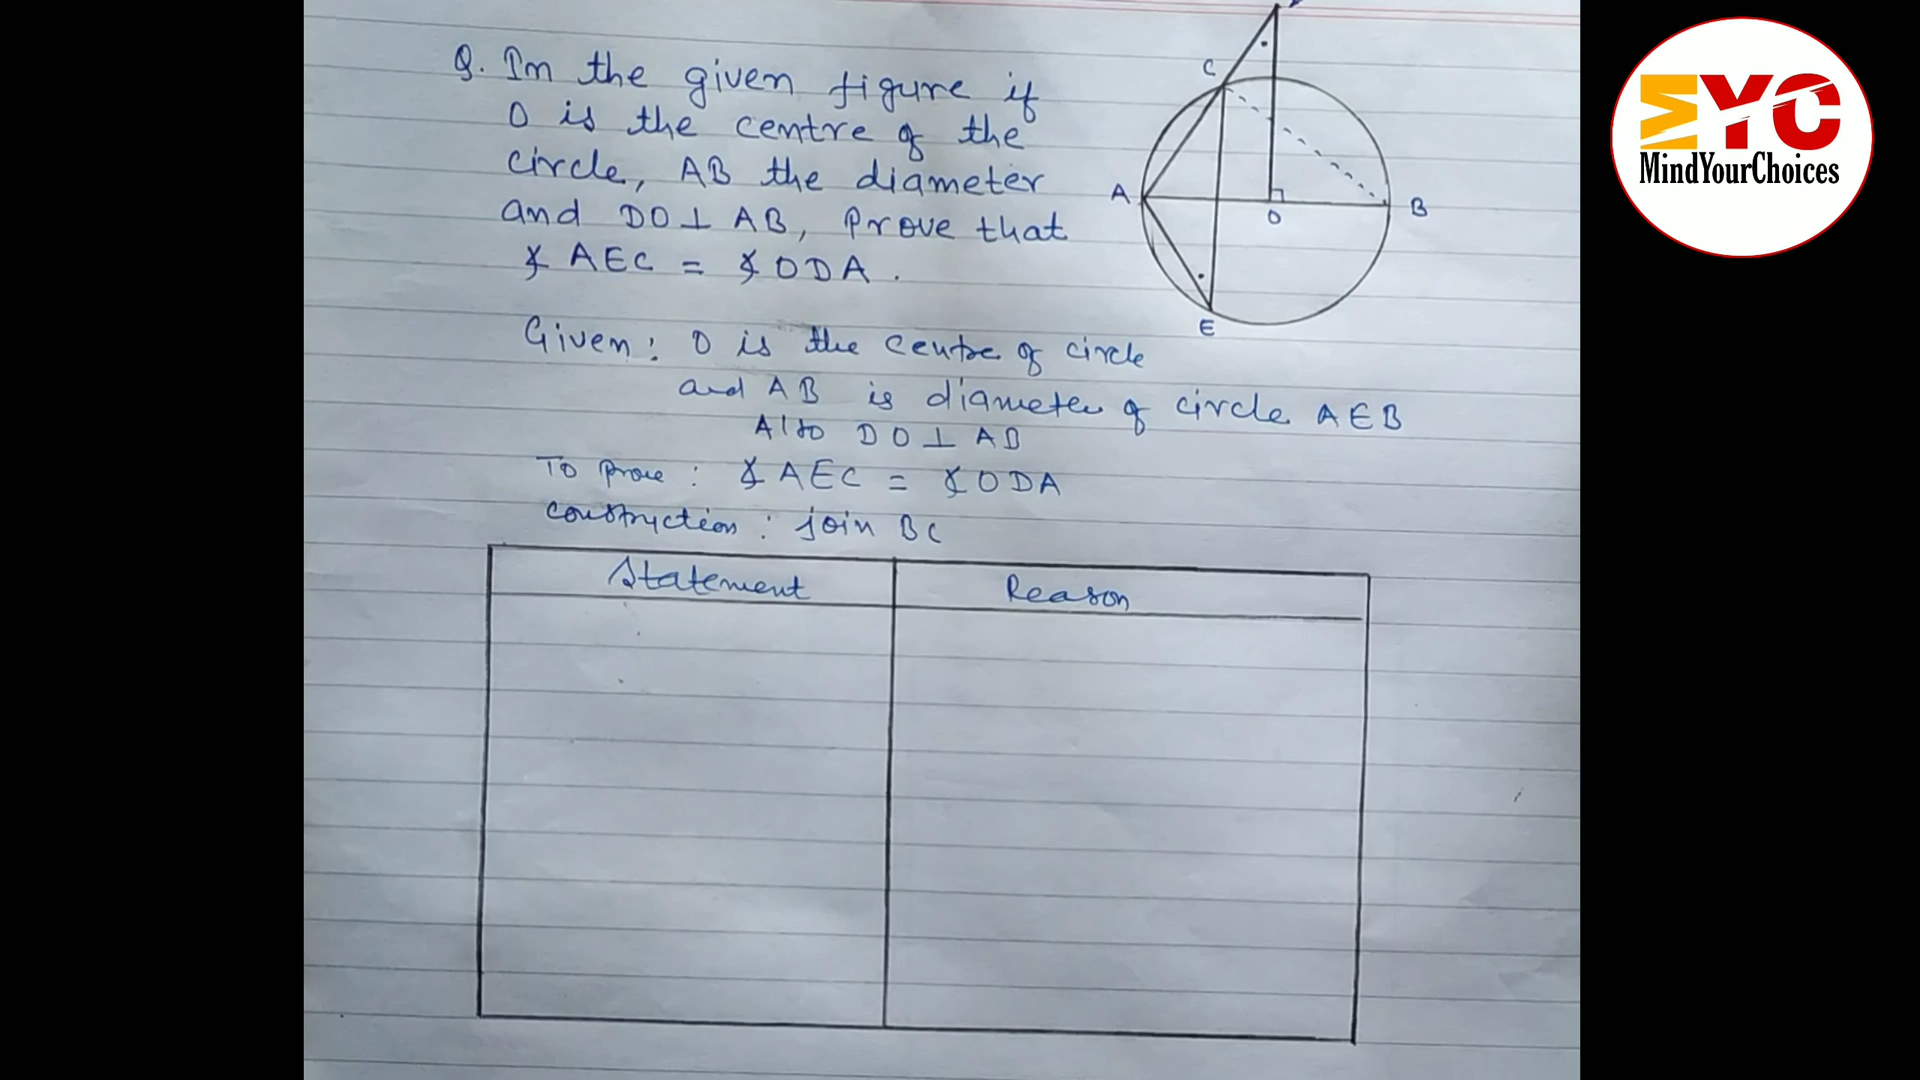 Q. In the given figure if
O is the centre of the
circle, AB the diameter
and DO ⊥ AB, Prove that
∡ AEC = ∡ ODA.
C
A
B
O
E
Given: O is the centre of circle
and AB is diameter of circle AEB
Also DO ⊥ AB
To prove: ∡ AEC = ∡ ODA
construction: join BC
Statement
Reason
MYC
MindYourChoices